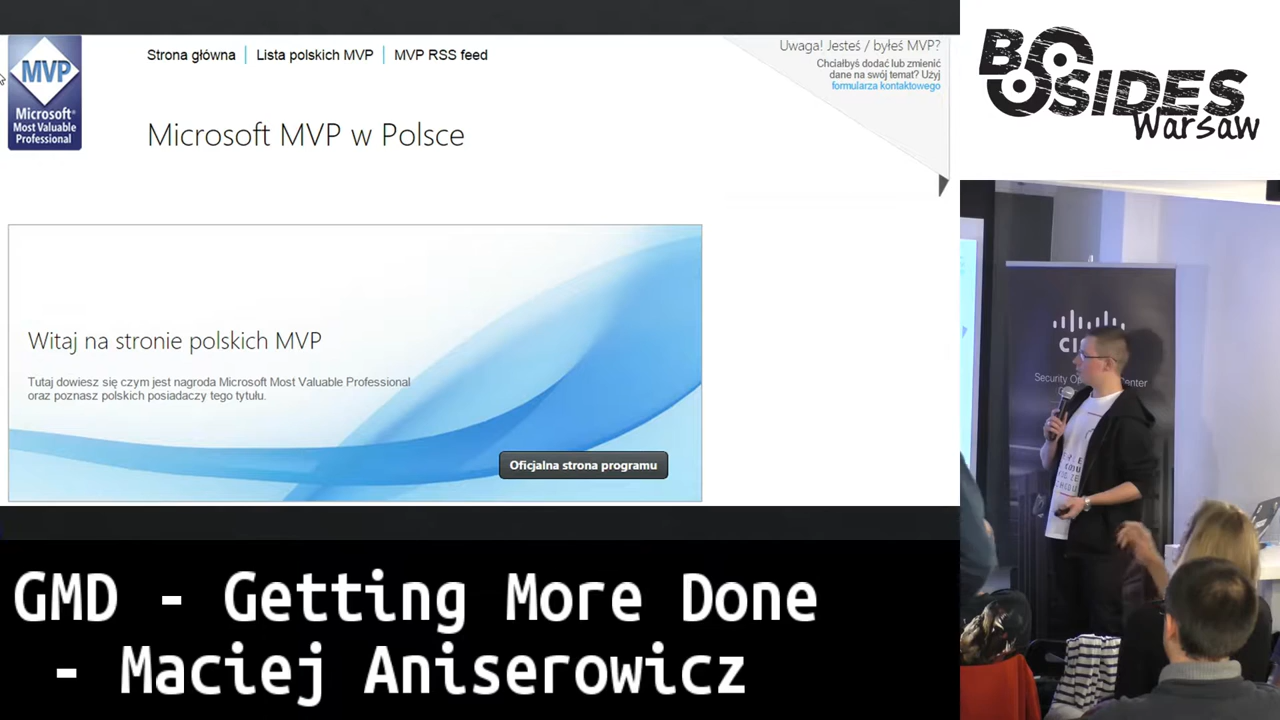 MVP
Microsoft®
Most Valuable
Professional
Strona główna
Lista polskich MVP
MVP RSS feed
Uwaga! Jesteś / byłeś MVP?
Chciałbyś dodać lub zmienić
dane na swój temat? Użyj
formularza kontaktowego
Microsoft MVP w Polsce
Witaj na stronie polskich MVP
Tutaj dowiesz się czym jest nagroda Microsoft Most Valuable Professional
oraz poznasz polskich posiadaczy tego tytułu.
Oficjalna strona programu
BSIDES
Warsaw
Security
GMD - Getting More Done
- Maciej Aniserowicz